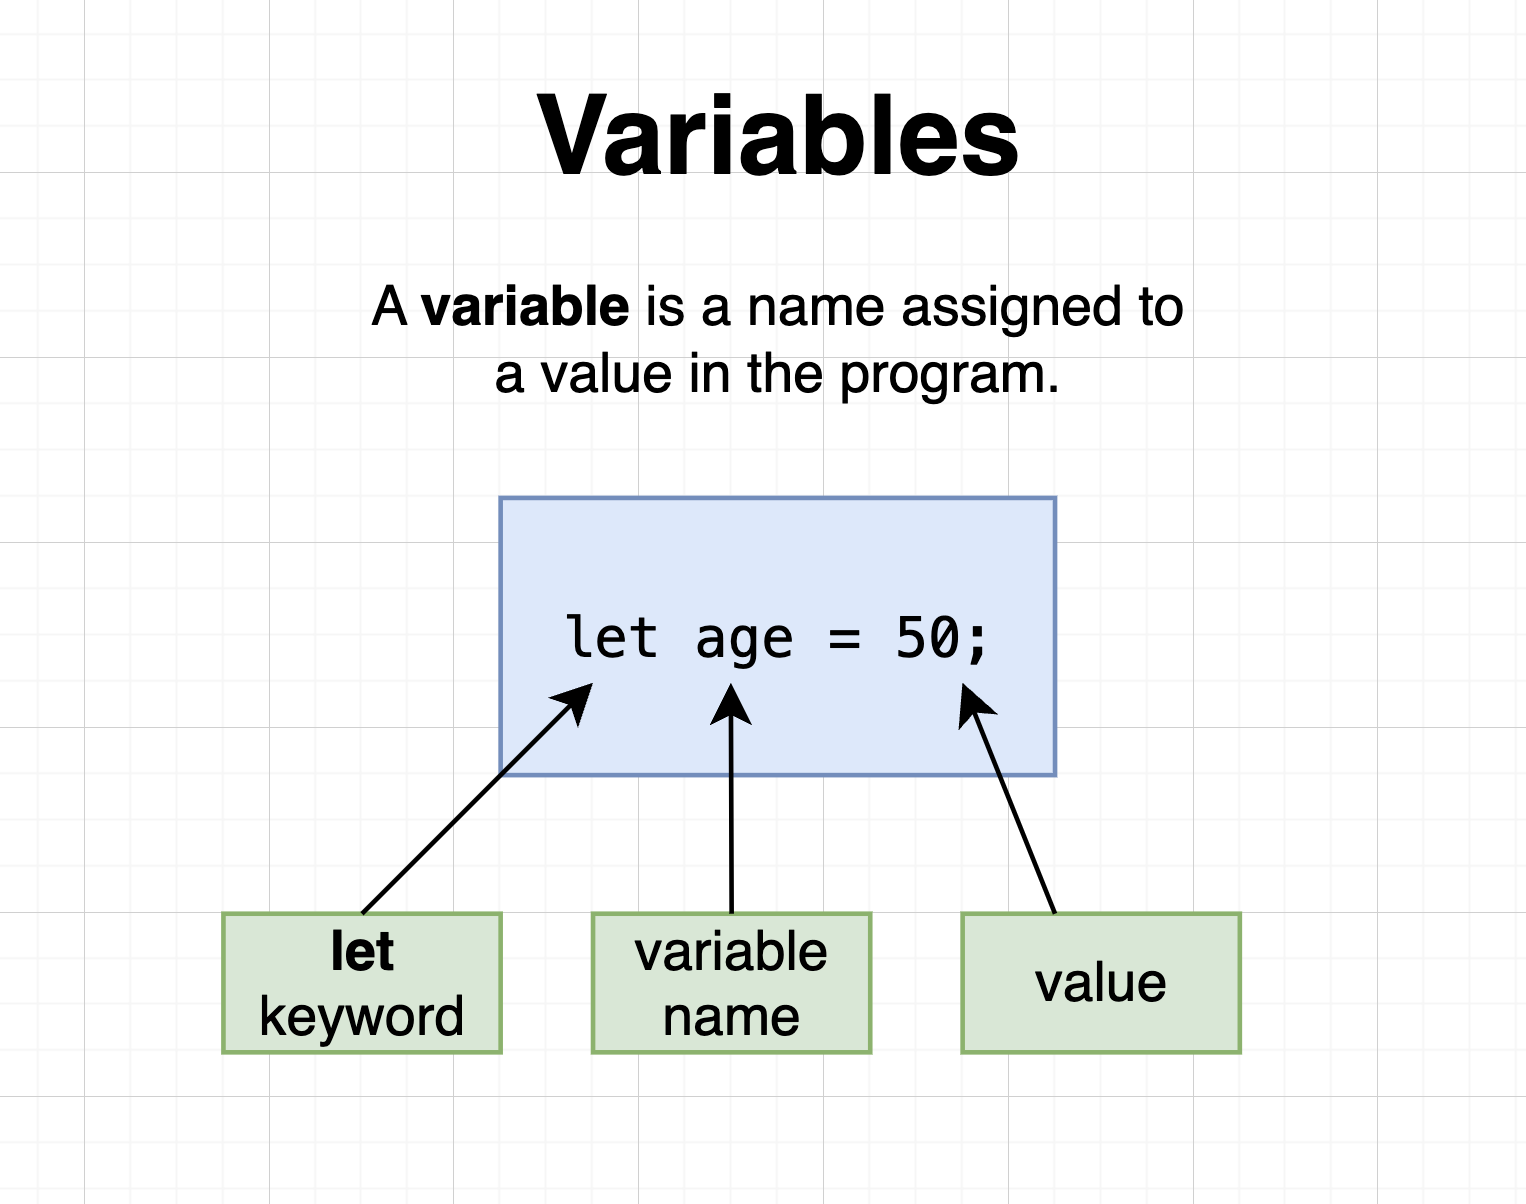 Variables
A variable is a name assigned to
a value in the program.
let age = 50;
let
keyword
variable
name
value